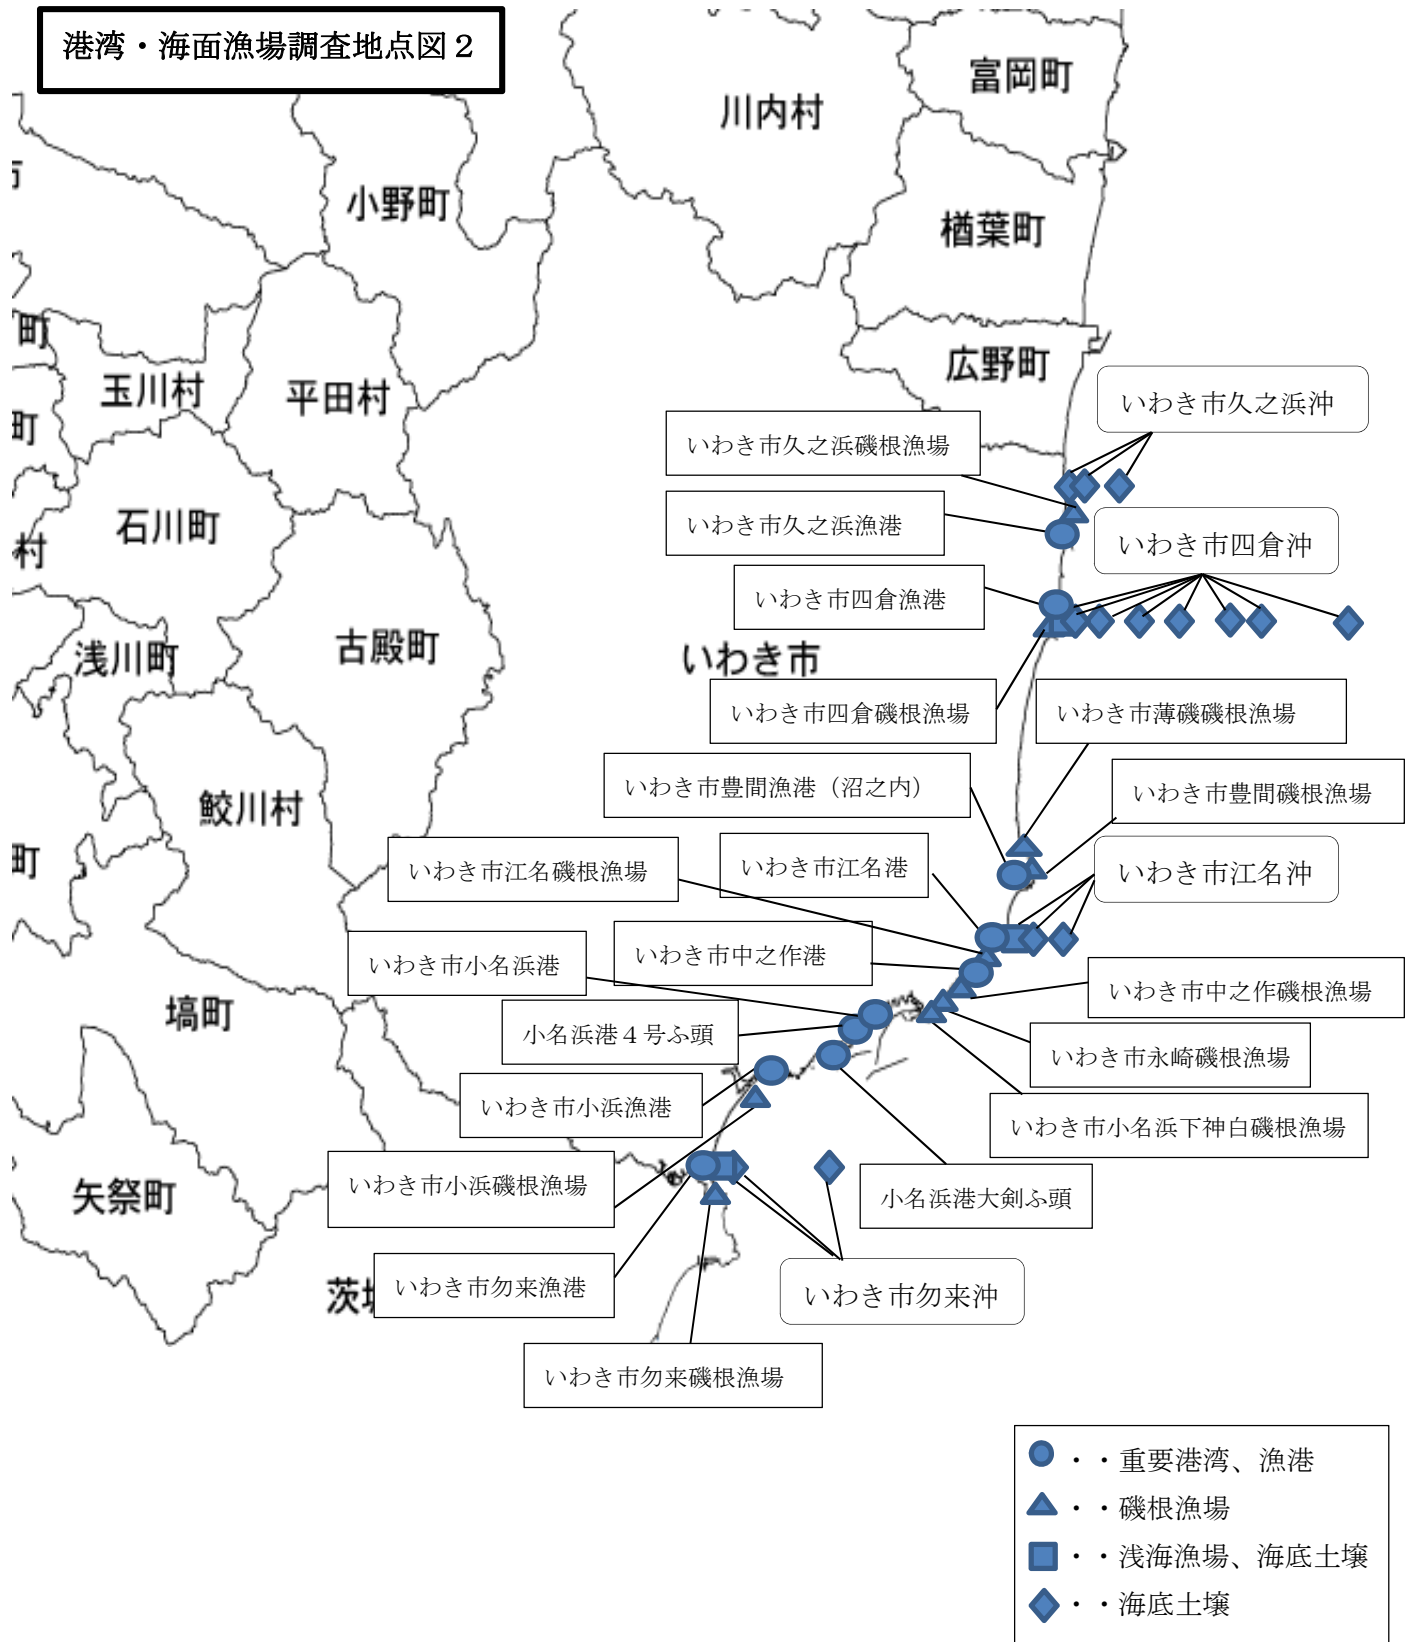 港湾・海面漁場調査地点図２
富岡町
川内村
小野町
楢葉町
町
広野町
玉川村
平田村
いわき市久之浜沖
町
いわき市久之浜磯根漁場
石川町
いわき市久之浜漁港
村
いわき市四倉沖
いわき市四倉漁港
浅川町
古殿町
いわき市
いわき市四倉磯根漁場
いわき市薄磯磯根漁場
いわき市豊間漁港（沼之内）
いわき市豊間磯根漁場
鮫川村
町
いわき市江名磯根漁場
いわき市江名港
いわき市江名沖
いわき市小名浜港
いわき市中之作港
いわき市中之作磯根漁場
塙町
小名浜港４号ふ頭
いわき市永崎磯根漁場
いわき市小浜漁港
いわき市小名浜下神白磯根漁場
いわき市小浜磯根漁場
矢祭町
小名浜港大剣ふ頭
いわき市勿来漁港
茨
いわき市勿来沖
いわき市勿来磯根漁場
・・重要港湾、漁港
・・磯根漁場
・・浅海漁場、海底土壌
・・海底土壌